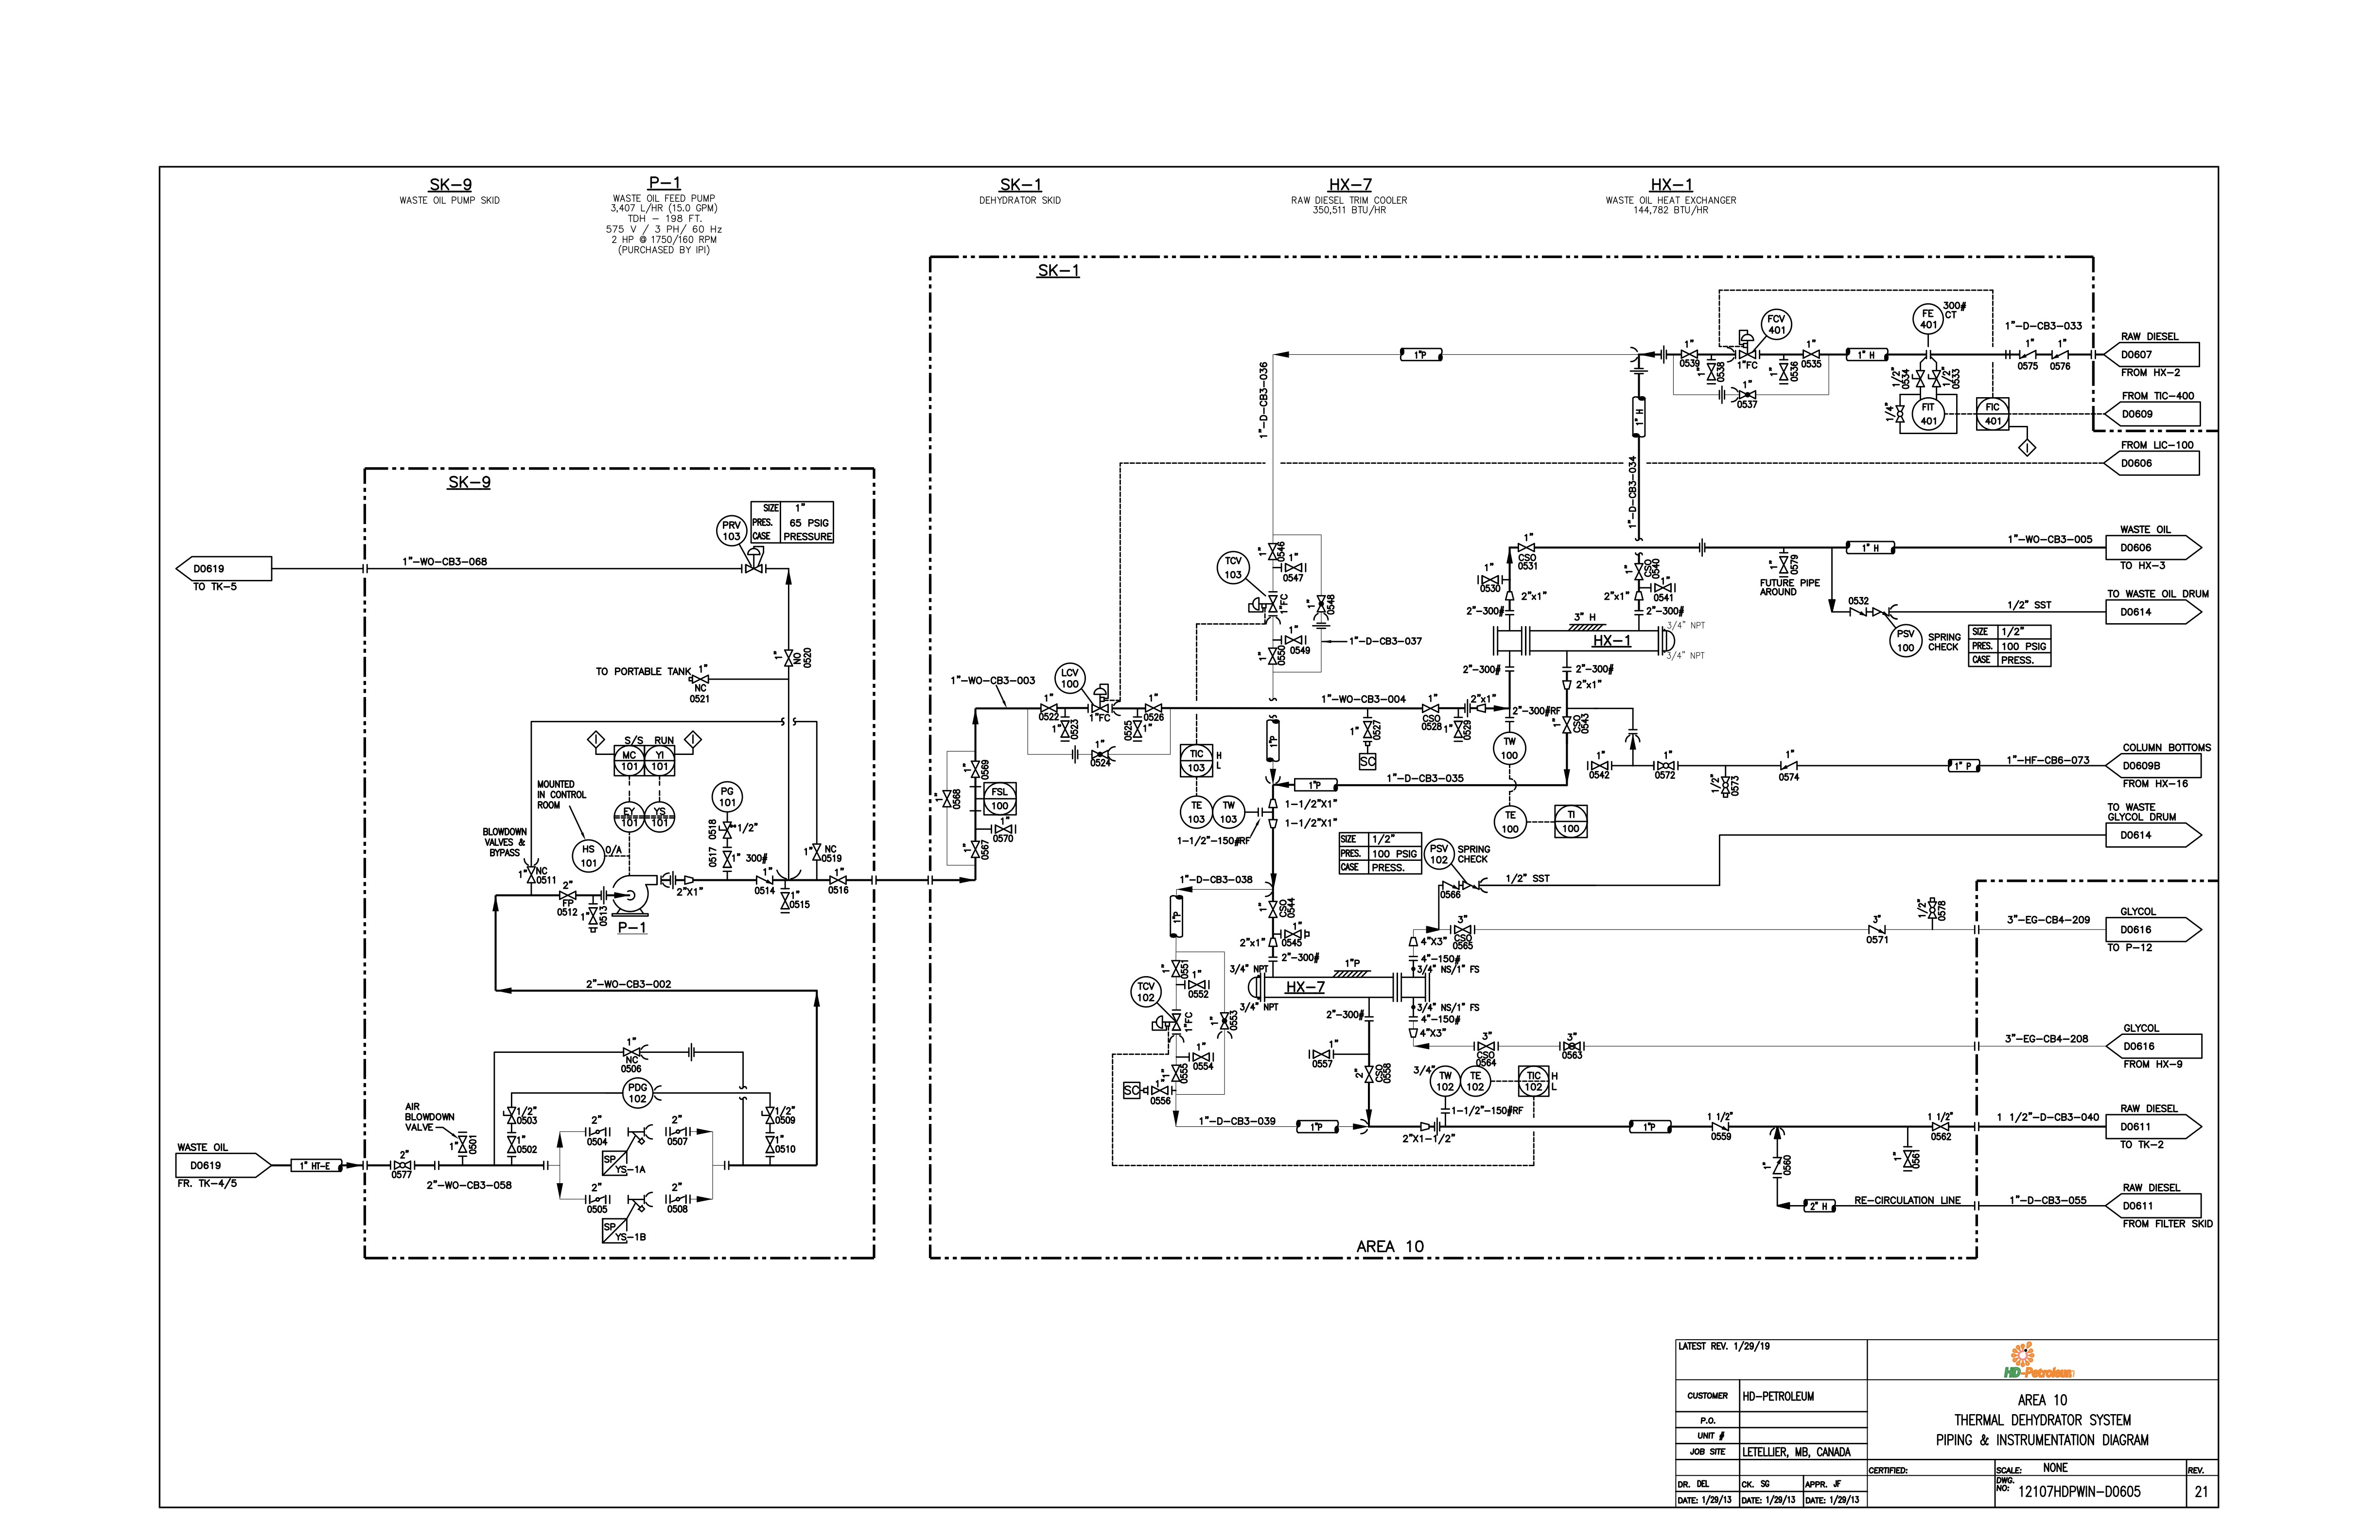 SK-9
WASTE OIL PUMP SKID
P-1
WASTE OIL FEED PUMP
3,407 L/HR (15.0 GPM)
TDH - 198 FT.
575 V / 3 PH/ 60 Hz
2 HP @ 1750/160 RPM
(PURCHASED BY IPI)
SK-1
DEHYDRATOR SKID
HX-7
RAW DIESEL TRIM COOLER
350,511 BTU/HR
HX-1
WASTE OIL HEAT EXCHANGER
144,782 BTU/HR
SK-1
FE
401
300#
CT
FCV
401
1"-D-CB3-033
RAW DIESEL
D0607
FROM HX-2
1"
0575
1"
0576
1" H
1"
0535
1"
0536
1"FC
1"
0537
1"
0538
1"
0539
1"P
1/2"
0534
1/2"
0533
1/4"
FIT
401
FIC
401
I
FROM TIC-400
D0609
FROM LIC-100
D0606
1"-D-CB3-036
1" H
1"-D-CB3-034
SK-9
PRV
103
SIZE 1"
PRES. 65 PSIG
CASE PRESSURE
D0619
TO TK-5
1"-WO-CB3-068
1"
NO
0520
TO PORTABLE TANK
1"
NC
0521
I
S/S RUN
MC
101
YI
101
I
MOUNTED
IN CONTROL
ROOM
EY
101
YS
101
HS
101
O/A
PG
101
0518
1/2"
0517
1" 300#
1"
NC
0519
BLOWDOWN
VALVES &
BYPASS
1"
NC
0511
2"
FP
0512
1"
0513
P-1
2"X1"
1"
0514
1"
0515
1"
0516
2"-WO-CB3-002
1"
NC
0506
PDG
102
1/2"
0503
1/2"
0509
1"
0502
1"
0510
AIR
BLOWDOWN
VALVE
1"
0501
2"
0504
2"
0507
SP
YS-1A
2"
0505
2"
0508
SP
YS-1B
WASTE OIL
D0619
FR. TK-4/5
1" HT-E
2"
0577
2"-WO-CB3-058
1"-WO-CB3-003
LCV
100
1"
0522
1"
0523
1"FC
1"
0525
1"
0526
1"
0524
1"
0569
1"
0568
FSL
100
1"
0570
1"
0567
TCV
103
1"
0546
1"
0547
1"FC
1"
0548
1"
0549
1"
0550
1"-D-CB3-037
1"-WO-CB3-004
1"
0527
SC
1"
CSO
0528
1"
0529
2"x1"
2"-300#RF
TW
100
TE
100
TI
100
1"
CSO
0531
1"
0530
2"x1"
2"-300#
1"
CSO
0540
1"
0541
2"x1"
2"-300#
3/4" NPT
3" H
HX-1
3/4" NPT
2"-300#
2"-300#
2"x1"
1"
CSO
0543
1"
0579
FUTURE PIPE
AROUND
1" H
1"-WO-CB3-005
WASTE OIL
D0606
TO HX-3
0532
PSV
100
SPRING
CHECK
SIZE 1/2"
PRES. 100 PSIG
CASE PRESS.
1/2" SST
TO WASTE OIL DRUM
D0614
1"
0542
1"
0572
1/2"
0573
1"
0574
1" P
1"-HF-CB6-073
COLUMN BOTTOMS
D0609B
FROM HX-16
TIC
103
H
L
TE
103
TW
103
1"P
1"P
1"-D-CB3-035
1-1/2"X1"
1-1/2"X1"
1-1/2"-150#RF
SIZE 1/2"
PRES. 100 PSIG
CASE PRESS.
PSV
102
SPRING
CHECK
0566
1/2" SST
TO WASTE
GLYCOL DRUM
D0614
1"-D-CB3-038
1"P
1"
CSO
0544
1"
0545
2"x1"
2"-300#
3/4" NPT
HX-7
1"P
3/4" NPT
3"
CSO
0565
4"X3"
4"-150#
3/4" NS/1" FS
3/4" NS/1" FS
4"-150#
4"X3"
3"
0571
1/2"
0578
3"-EG-CB4-209
GLYCOL
D0616
TO P-12
TCV
102
1"
0551
1"
0552
1"FC
1"
0553
1"
0554
1"
0555
SC
1"
0556
2"-300#
1"
0557
2"
CSO
0558
3"
CSO
0564
3"
0563
3"-EG-CB4-208
GLYCOL
D0616
FROM HX-9
3/4"
TW
102
TE
102
TIC
102
H
L
1-1/2"-150#RF
1"-D-CB3-039
1"P
2"X1-1/2"
1"P
1 1/2"
0559
1"
0560
1"
0561
1 1/2"
0562
1 1/2"-D-CB3-040
RAW DIESEL
D0611
TO TK-2
2" H
RE-CIRCULATION LINE
1"-D-CB3-055
RAW DIESEL
D0611
FROM FILTER SKID
AREA 10
LATEST REV. 1/29/19
HD-Petroleum
CUSTOMER HD-PETROLEUM
P.O.
UNIT #
JOB SITE LETELLIER, MB, CANADA
AREA 10
THERMAL DEHYDRATOR SYSTEM
PIPING & INSTRUMENTATION DIAGRAM
DR. DEL CK. SG APPR. JF
DATE: 1/29/13 DATE: 1/29/13 DATE: 1/29/13
CERTIFIED:
SCALE: NONE
DWG. NO: 12107HDPWIN-D0605
REV.
21